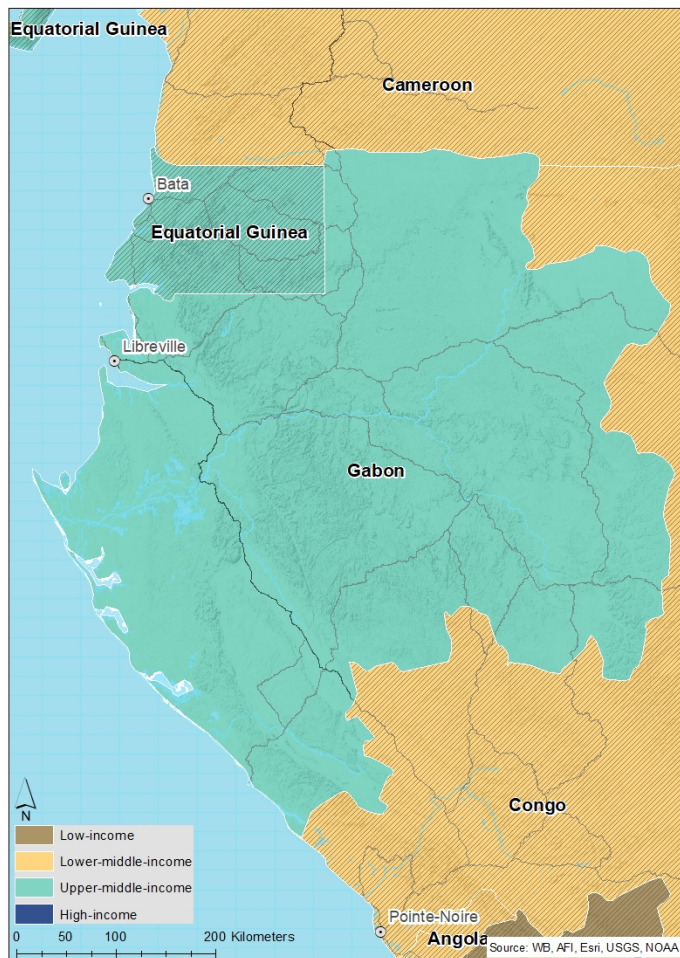 Equatorial Guinea
Cameroon
Bata
Equatorial Guinea
Libreville
Gabon
Congo
N
Low-income
Lower-middle-income
Upper-middle-income
High-income
Pointe-Noire
0 50 100 200 Kilometers
Angola
Source: WB, AFI, Esri, USGS, NOAA